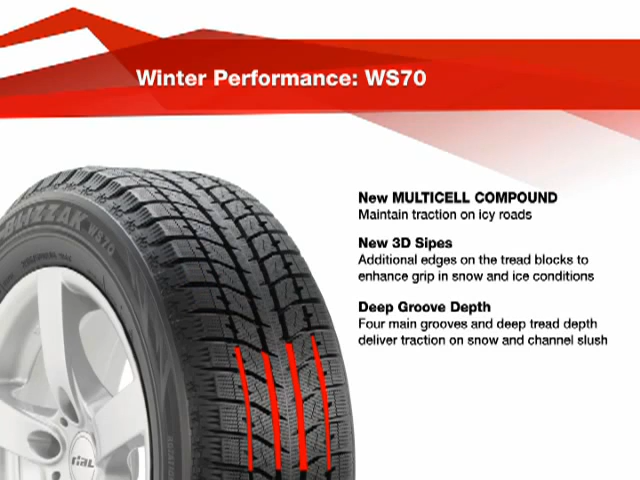 Winter Performance: WS70
New MULTICELL COMPOUND
Maintain traction on icy roads
New 3D Sipes
Additional edges on the tread blocks to
enhance grip in snow and ice conditions
Deep Groove Depth
Four main grooves and deep tread depth
deliver traction on snow and channel slush
BLIZZAK WS70
rial